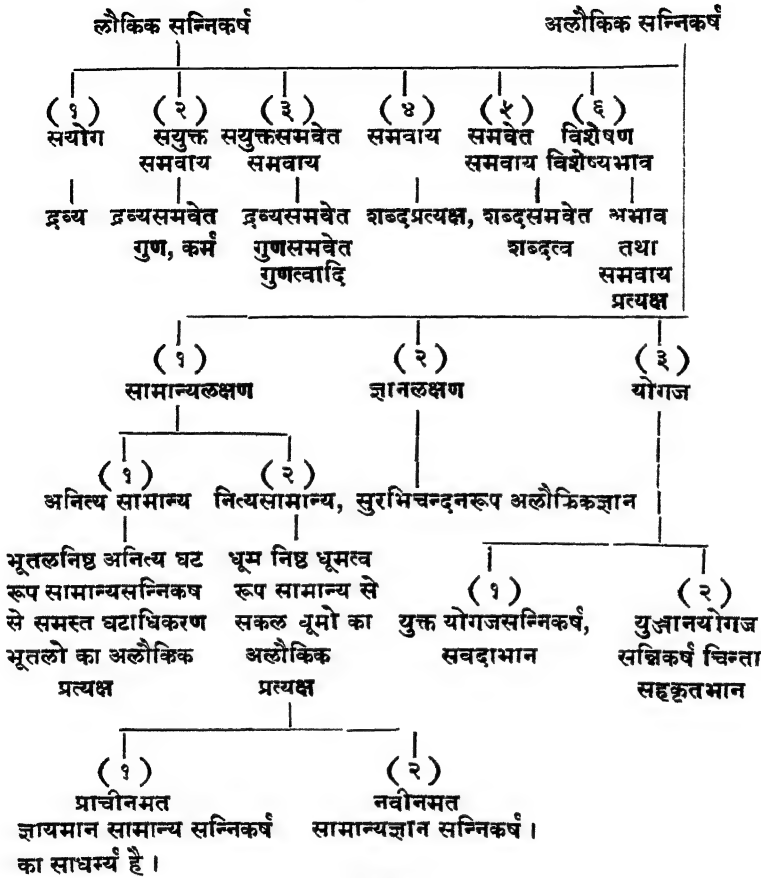 लौकिक सन्निकर्ष अलौकिक सन्निकर्ष
(१) (२) (३) (४) (५) (६)
सयोग सयुक्त सयुक्तसमवेत समवाय समवेत विशेषण
समवाय समवाय समवाय विशेष्यभाव
द्रव्य द्रव्यसमवेत द्रव्यसमवेत शब्दप्रत्यक्ष, शब्दसमवेत अभाव
गुण, कर्म गुणसमवेत शब्दत्व तथा
गुणत्वादि समवाय
प्रत्यक्ष
(१) (२) (३)
सामान्यलक्षण ज्ञानलक्षण योगज
(१) (२)
अनित्य सामान्य नित्यसामान्य, सुरभिचन्दनरूप अलौकिकज्ञान
भूतलनिष्ठ अनित्य घट धूम निष्ठ धूमत्व
रूप सामान्यसन्निकष रूप सामान्य से (१) (२)
से समस्त घटाधिकरण सकल धूमो का युक्त योगजसन्निकर्ष, युञ्जानयोगज
भूतलो का अलौकिक अलौकिक सवदाभान सन्निकर्ष चिन्ता
प्रत्यक्ष प्रत्यक्ष सहकृतभान
(१) (२)
प्राचीनमत नवीनमत
ज्ञायमान सामान्य सन्निकर्ष सामान्यज्ञान सन्निकर्ष ।
का साधर्म्य है ।